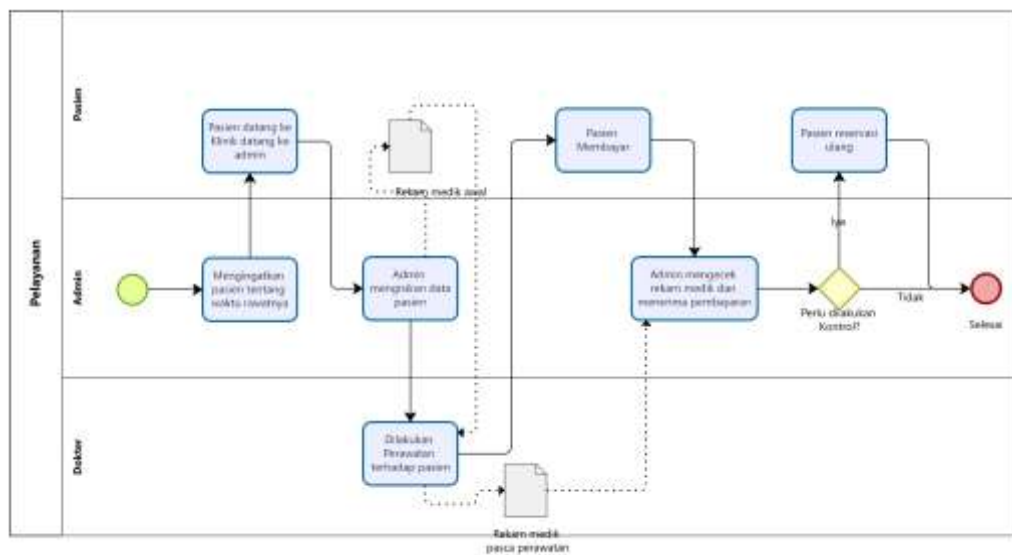 Pelayanan
Pasien
Admin
Dokter
Pasien datang ke
Klinik datang ke
admin
Rekam medik awal
Pasien
Membayar
Pasien reservasi
ulang
Mengingatkan
pasien tentang
waktu rawatnya
Admin
mengisikan data
pasien
Admin mengecek
rekam medik dan
menerima pembayaran
Iya
Perlu dilakukan
Kontrol?
Tidak
Selesai
Dilakukan
Perawatan
terhadap pasien
Rekam medik
pasca perawatan